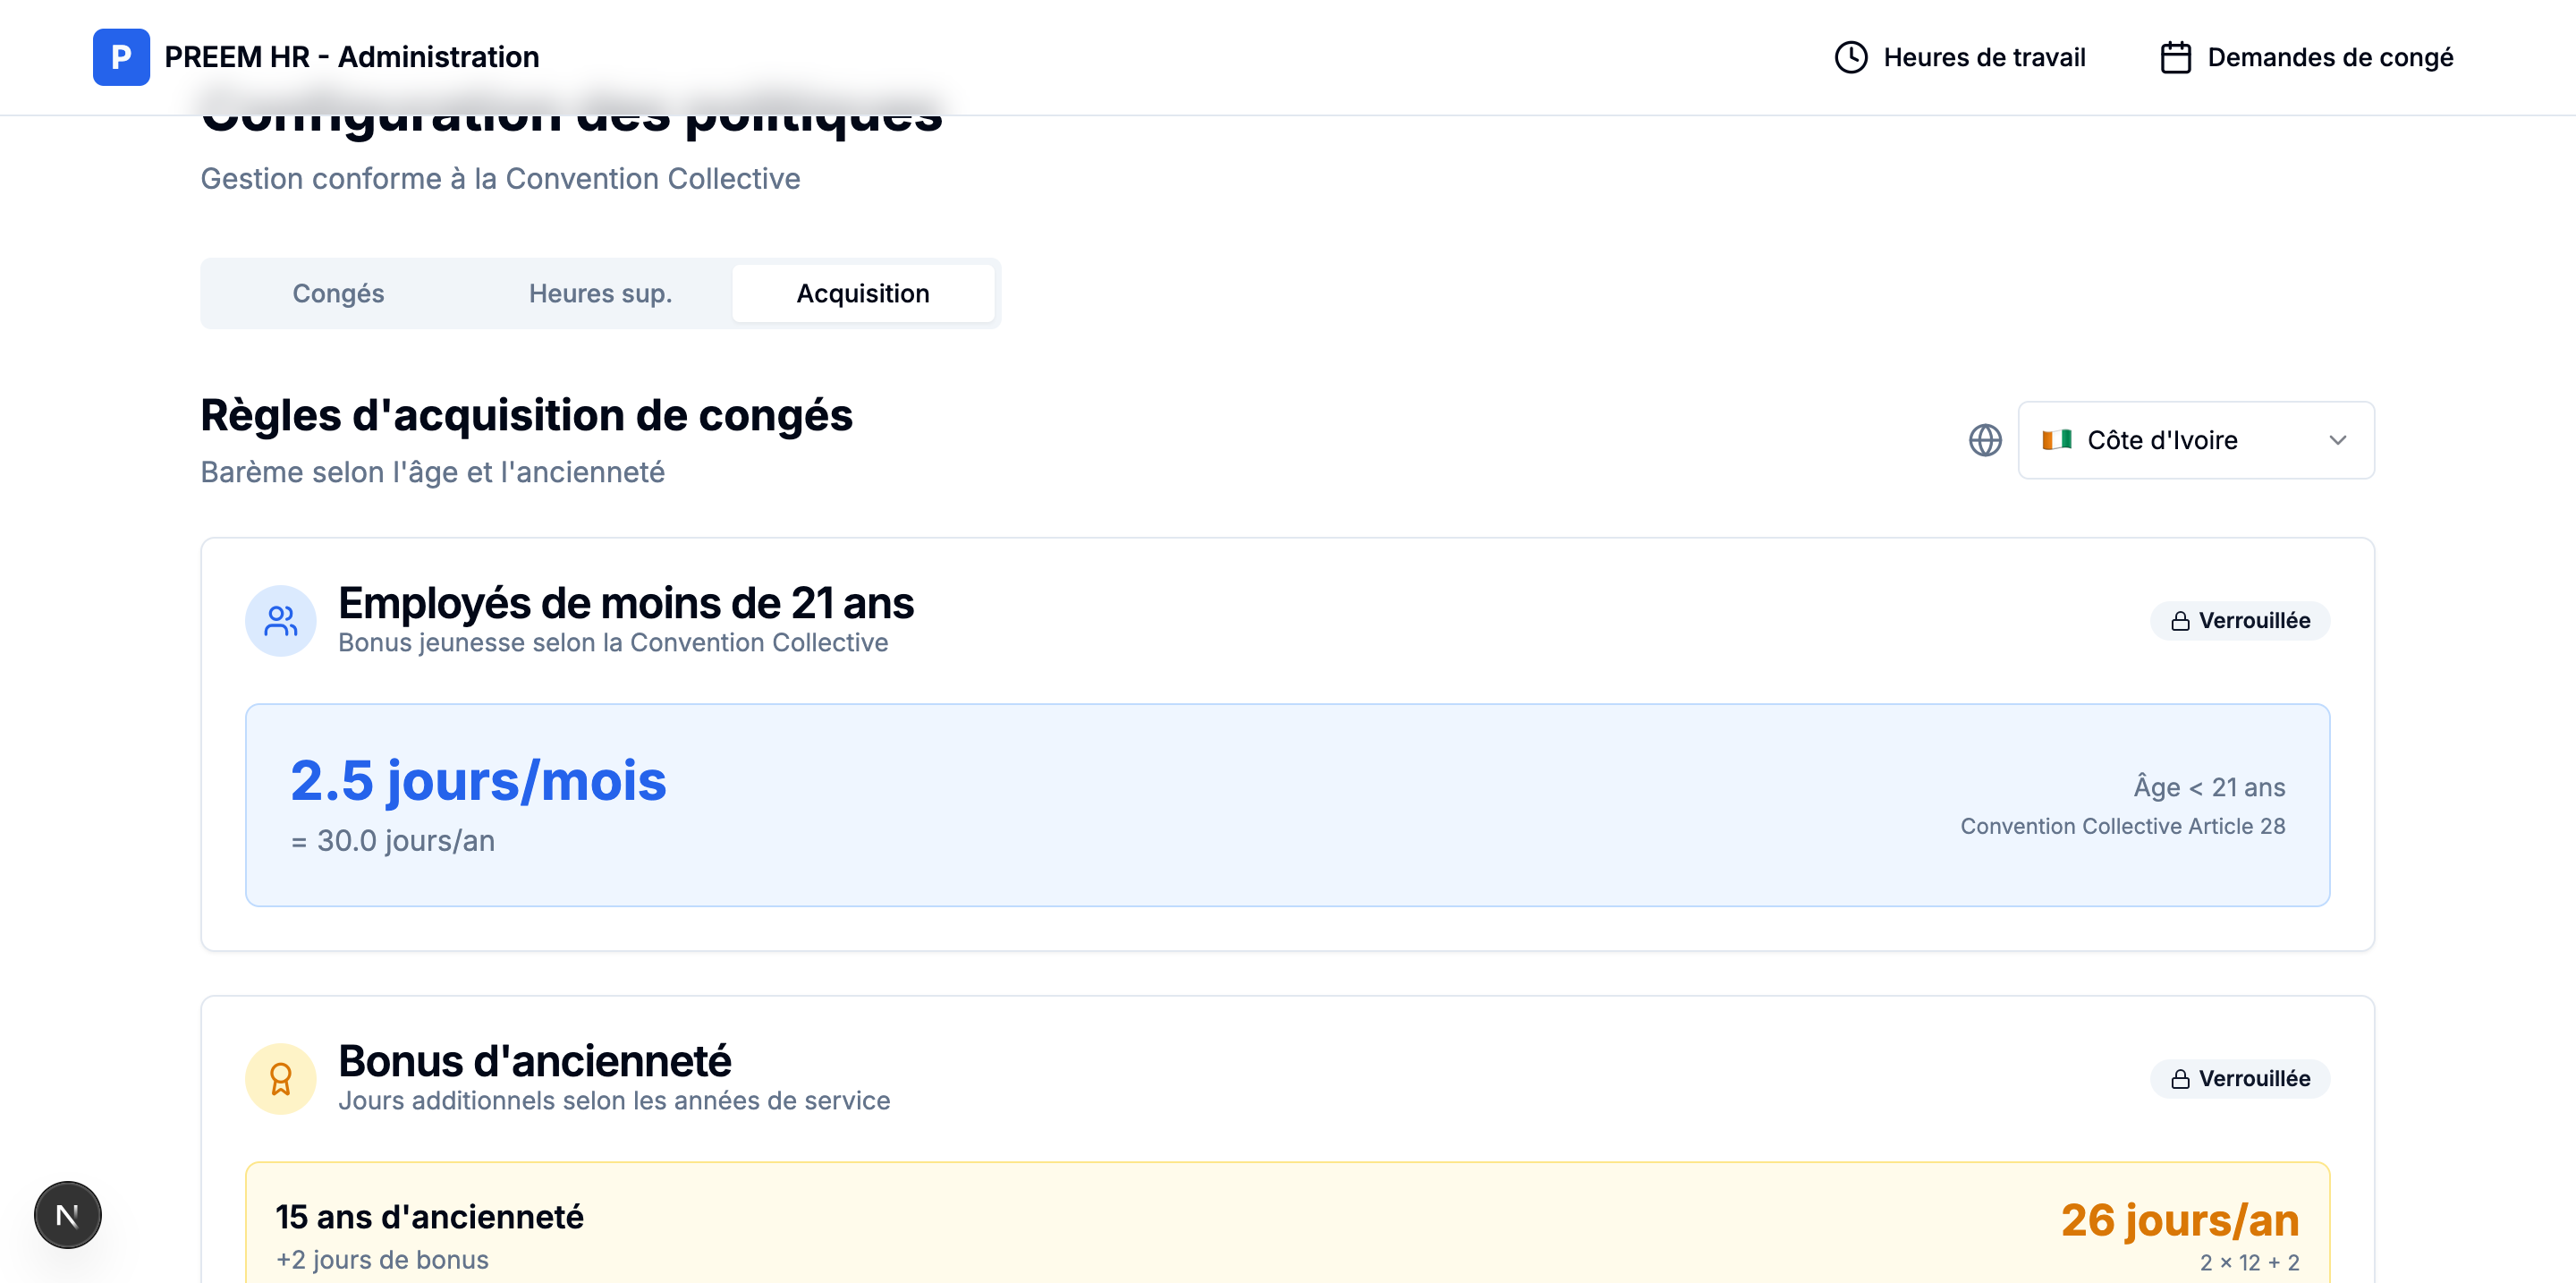 P PREEM HR - Administration
Heures de travail
Demandes de congé
Configuration des politiques
Gestion conforme à la Convention Collective
Congés
Heures sup.
Acquisition
Règles d'acquisition de congés
Barème selon l'âge et l'ancienneté
Côte d'Ivoire
Employés de moins de 21 ans
Bonus jeunesse selon la Convention Collective
Verrouillée
2.5 jours/mois
= 30.0 jours/an
Âge < 21 ans
Convention Collective Article 28
Bonus d'ancienneté
Jours additionnels selon les années de service
Verrouillée
15 ans d'ancienneté
+2 jours de bonus
26 jours/an
2 × 12 + 2
N